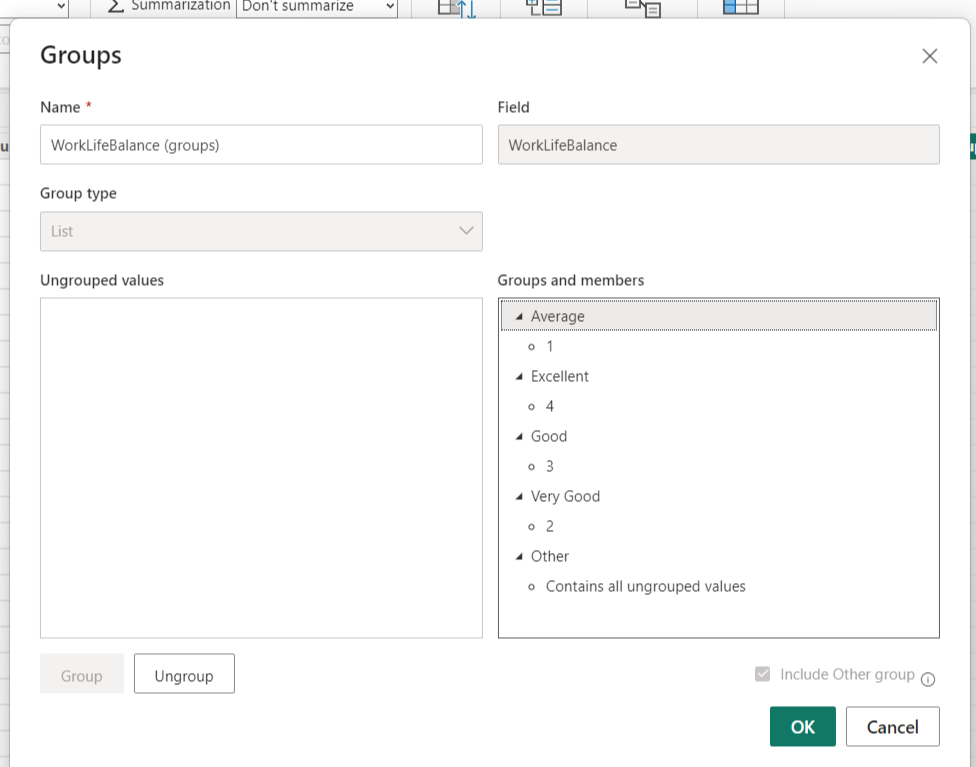 Summarization Don't summarize
Groups
Name *
Field
WorkLifeBalance (groups)
WorkLifeBalance
Group type
List
Ungrouped values
Groups and members
Average
1
Excellent
4
Good
3
Very Good
2
Other
Contains all ungrouped values
Group
Ungroup
Include Other group
OK
Cancel